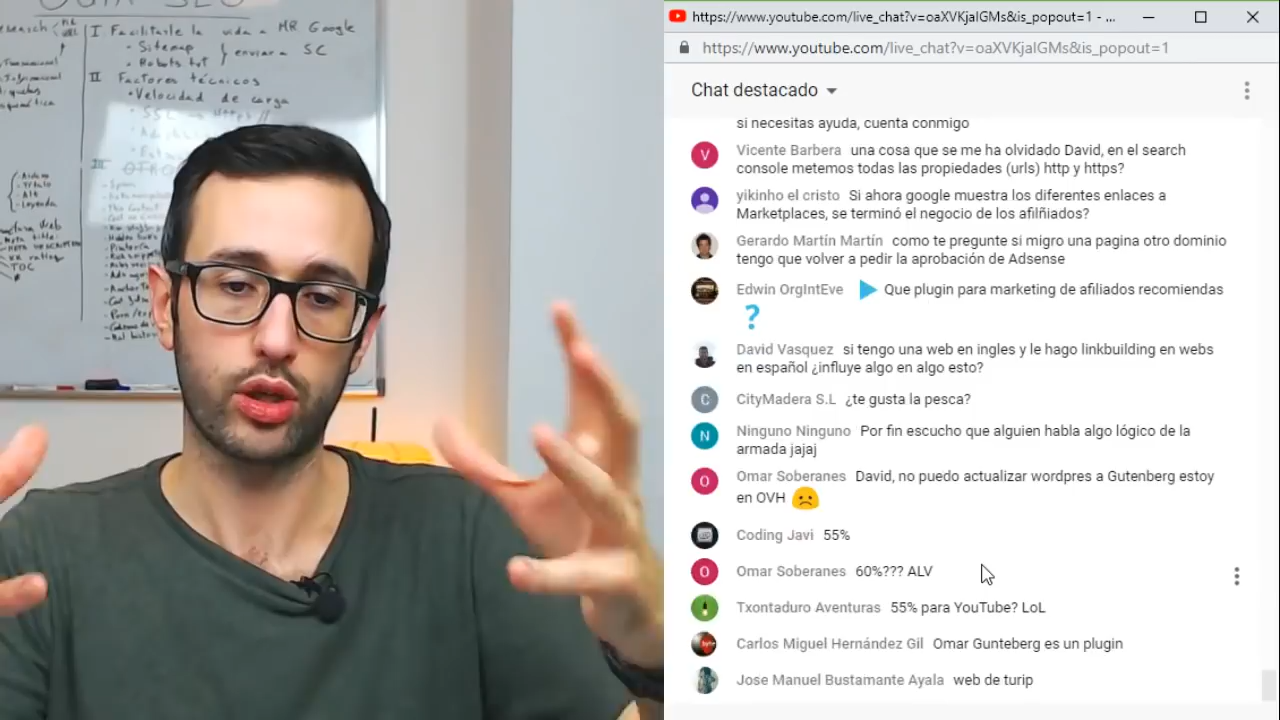 GUÍA SEO
I Facilitarle la vida a MR Google
• Sitemap
• Robots txt } enviar a SC
II Factores técnicos
• Velocidad de carga
III
https://www.youtube.com/live_chat?v=oaXVKjaIGMs&is_popout=1 - ...
https://www.youtube.com/live_chat?v=oaXVKjaIGMs&is_popout=1
Chat destacado
si necesitas ayuda, cuenta conmigo
V Vicente Barbera una cosa que se me ha olvidado David, en el search
console metemos todas las propiedades (urls) http y https?
yikinho el cristo Si ahora google muestra los diferentes enlaces a
Marketplaces, se terminó el negocio de los afilñiados?
Gerardo Martín Martín como te pregunte si migro una pagina otro dominio
tengo que volver a pedir la aprobación de Adsense
Edwin OrgIntEve ▶ Que plugin para marketing de afiliados recomiendas
?
David Vasquez si tengo una web en ingles y le hago linkbuilding en webs
en español ¿influye algo en algo esto?
C CityMadera S.L ¿te gusta la pesca?
N Ninguno Ninguno Por fin escucho que alguien habla algo lógico de la
armada jajaj
O Omar Soberanes David, no puedo actualizar wordpres a Gutenberg estoy
en OVH
Coding Javi 55%
O Omar Soberanes 60%??? ALV
Txontaduro Aventuras 55% para YouTube? LoL
Carlos Miguel Hernández Gil Omar Gunteberg es un plugin
Jose Manuel Bustamante Ayala web de turip